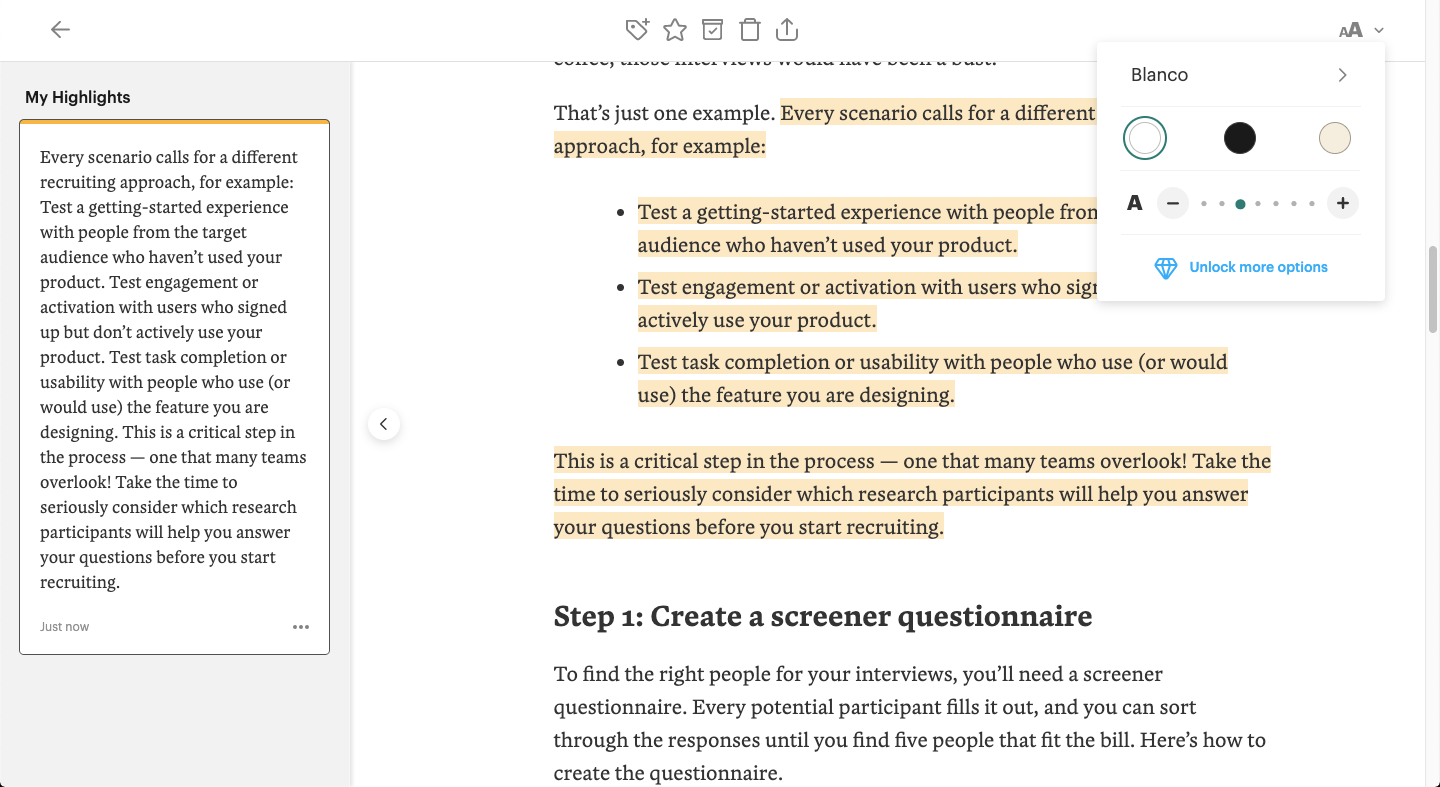 AA
My Highlights
Every scenario calls for a different
recruiting approach, for example:
Test a getting-started experience
with people from the target
audience who haven’t used your
product. Test engagement or
activation with users who signed
up but don’t actively use your
product. Test task completion or
usability with people who use (or
would use) the feature you are
designing. This is a critical step in
the process — one that many teams
overlook! Take the time to
seriously consider which research
participants will help you answer
your questions before you start
recruiting.
Just now
coffee, those interviews would have been a bust.
That’s just one example. Every scenario calls for a different
approach, for example:
Test a getting-started experience with people from
audience who haven’t used your product.
Test engagement or activation with users who sign
actively use your product.
Test task completion or usability with people who use (or would
use) the feature you are designing.
This is a critical step in the process — one that many teams overlook! Take the
time to seriously consider which research participants will help you answer
your questions before you start recruiting.
Step 1: Create a screener questionnaire
To find the right people for your interviews, you’ll need a screener
questionnaire. Every potential participant fills it out, and you can sort
through the responses until you find five people that fit the bill. Here’s how to
create the questionnaire.
Blanco
A
Unlock more options